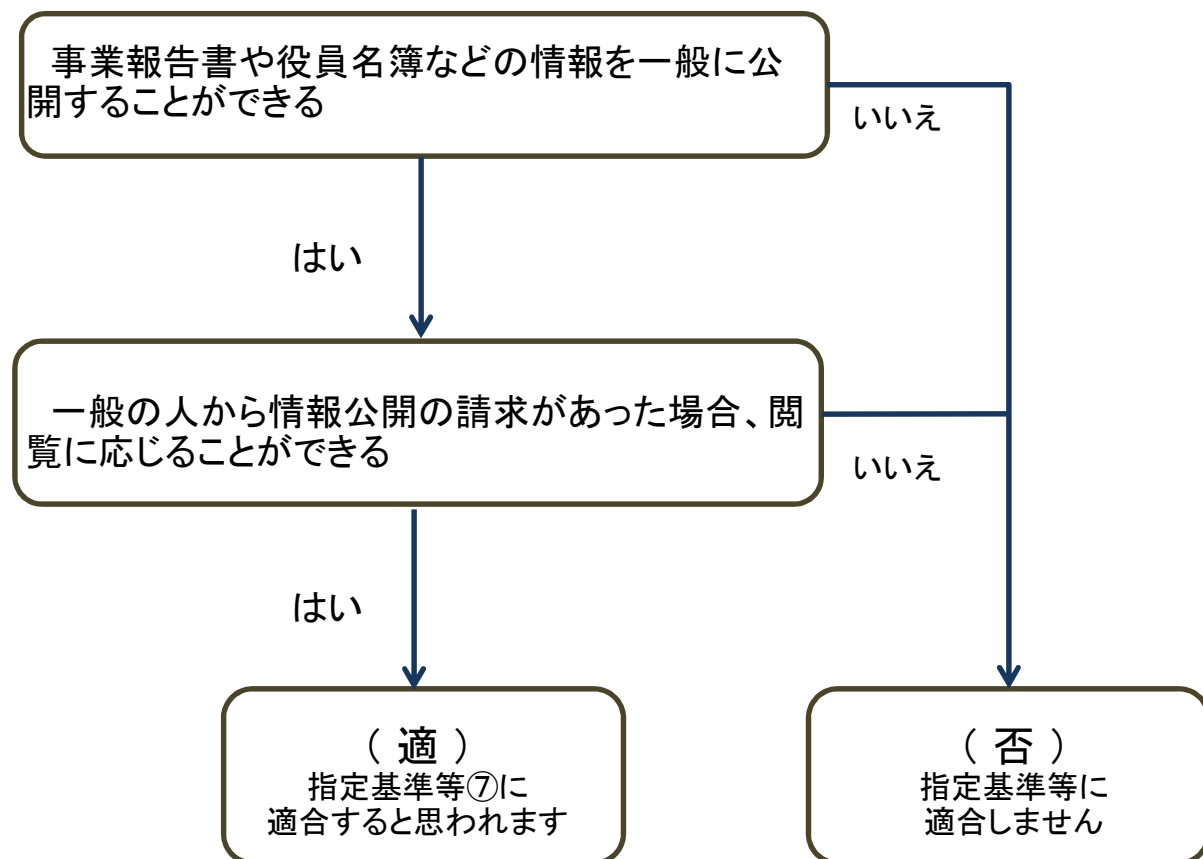 事業報告書や役員名簿などの情報を一般に公
開することができる
いいえ
はい
一般の人から情報公開の請求があった場合、閲
覧に応じることができる
いいえ
はい
（ 適 ）
指定基準等⑦に
適合すると思われます
（ 否 ）
指定基準等に
適合しません